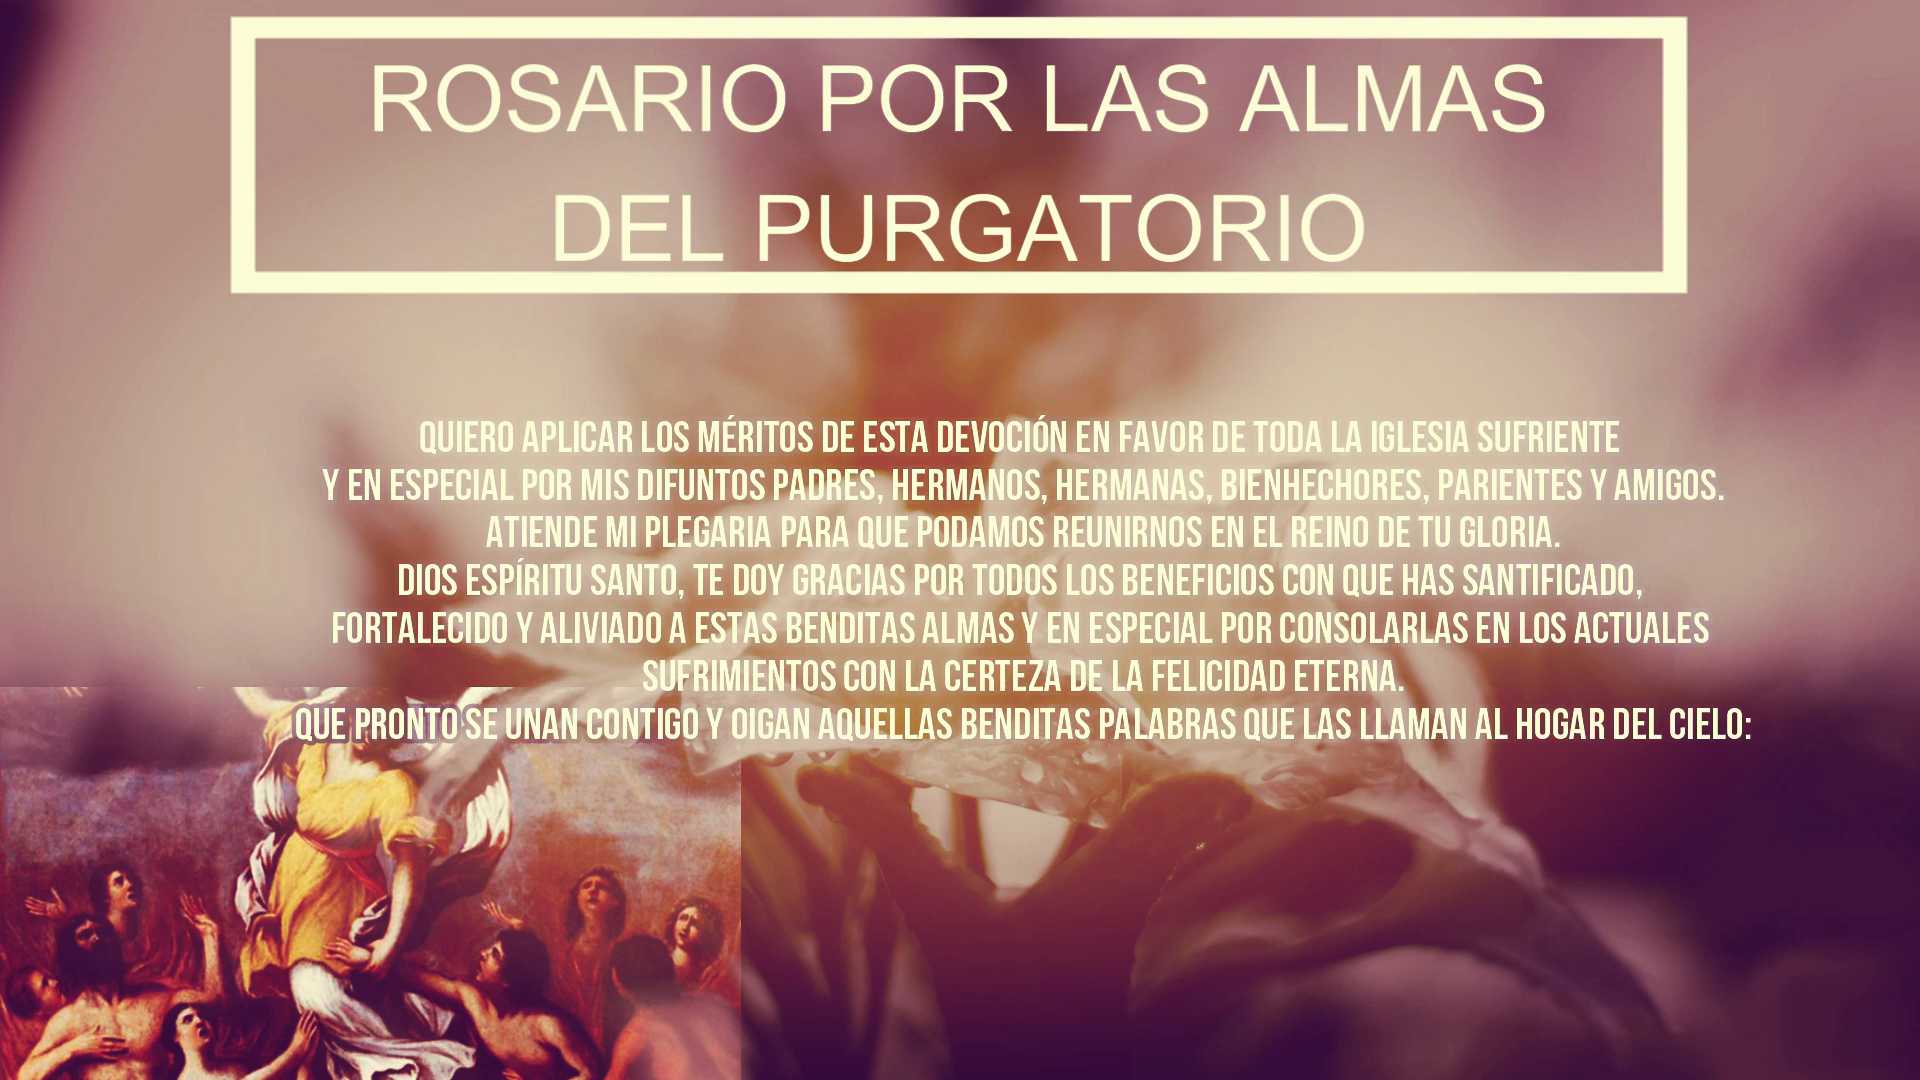 ROSARIO POR LAS ALMAS
DEL PURGATORIO
QUIERO APLICAR LOS MÉRITOS DE ESTA DEVOCIÓN EN FAVOR DE TODA LA IGLESIA SUFRIENTE
Y EN ESPECIAL POR MIS DIFUNTOS PADRES, HERMANOS, HERMANAS, BIENHECHORES, PARIENTES Y AMIGOS.
ATIENDE MI PLEGARIA PARA QUE PODAMOS REUNIRNOS EN EL REINO DE TU GLORIA.
DIOS ESPÍRITU SANTO, TE DOY GRACIAS POR TODOS LOS BENEFICIOS CON QUE HAS SANTIFICADO,
FORTALECIDO Y ALIVIADO A ESTAS BENDITAS ALMAS Y EN ESPECIAL POR CONSOLARLAS EN LOS ACTUALES
SUFRIMIENTOS CON LA CERTEZA DE LA FELICIDAD ETERNA.
QUE PRONTO SE UNAN CONTIGO Y OIGAN AQUELLAS BENDITAS PALABRAS QUE LAS LLAMAN AL HOGAR DEL CIELO: